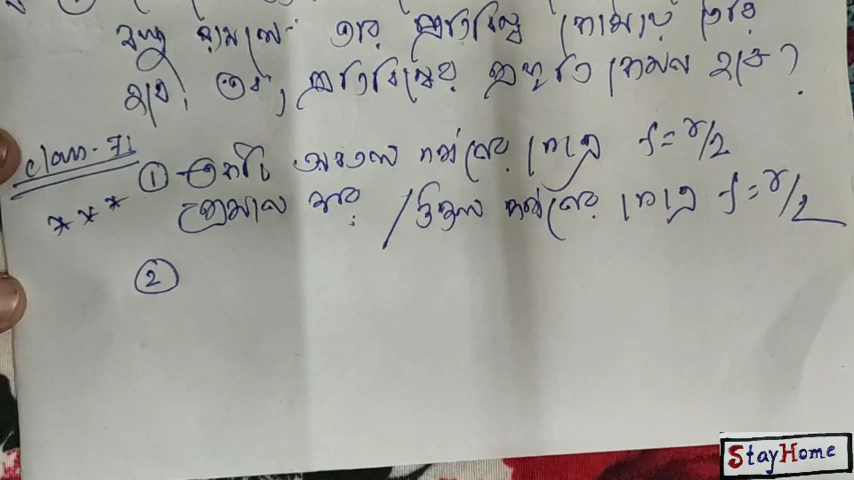 বস্তু রাখলে তার প্রতিবিম্ব কোথায় তৈরি
হবে। এবং, প্রতিবিম্বের প্রকৃতি কেমন হবে?
class-7:
① একটি অবতল দর্পণের ক্ষেত্রে f=r/2
*** প্রমাণ কর: / উত্তল দর্পণের ক্ষেত্রে f=r/2
②
StayHome